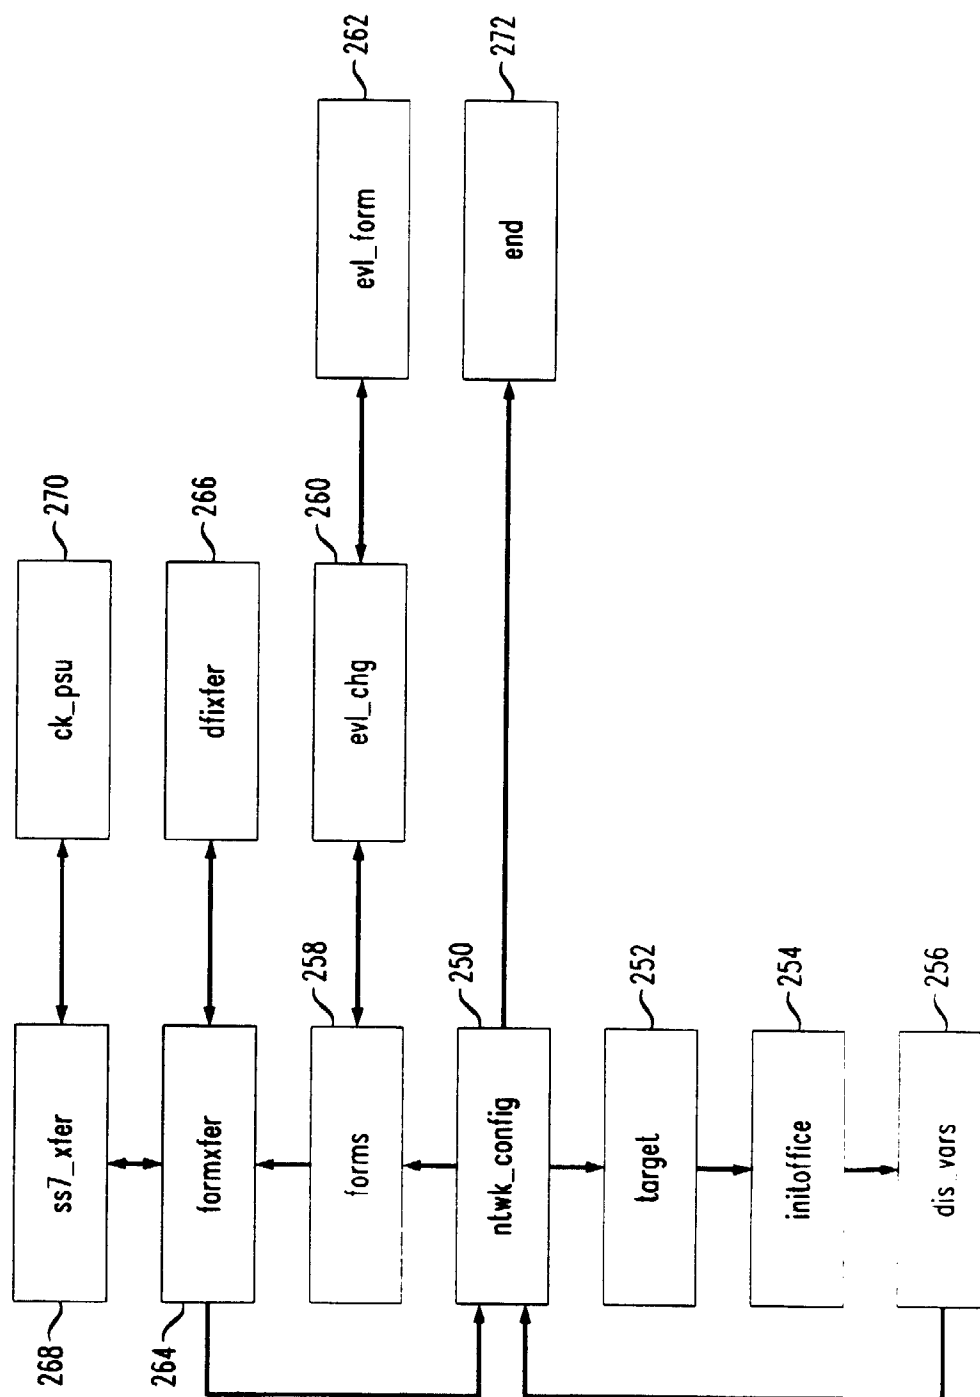 268
ss7_xfer
ck_psu
270
264
formxfer
dfixfer
266
forms
258
evl_chg
260
evl_form
262
ntwk_config
250
end
272
target
252
initoffice
254
dis_vars
256